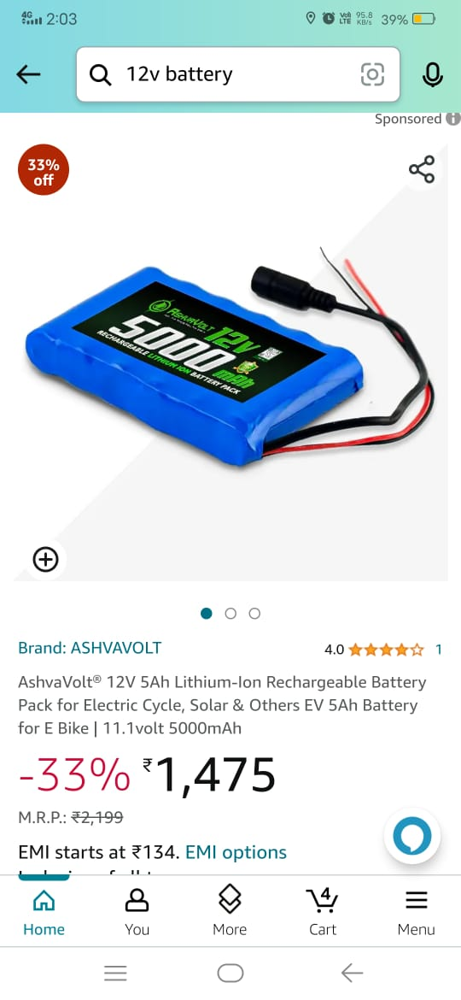 4G 2:03 Vo) LTE 95.8 KB/s 39%
12v battery
Sponsored
33%
off
ASHVAVOLT
12V
5000 mAh
RECHARGEABLE LITHIUM ION BATTERY PACK
Brand: ASHVAVOLT 4.0 1
AshvaVolt® 12V 5Ah Lithium-Ion Rechargeable Battery
Pack for Electric Cycle, Solar & Others EV 5Ah Battery
for E Bike | 11.1volt 5000mAh
-33% ₹1,475
M.R.P.: ₹2,199
EMI starts at ₹134. EMI options
4
Home You More Cart Menu